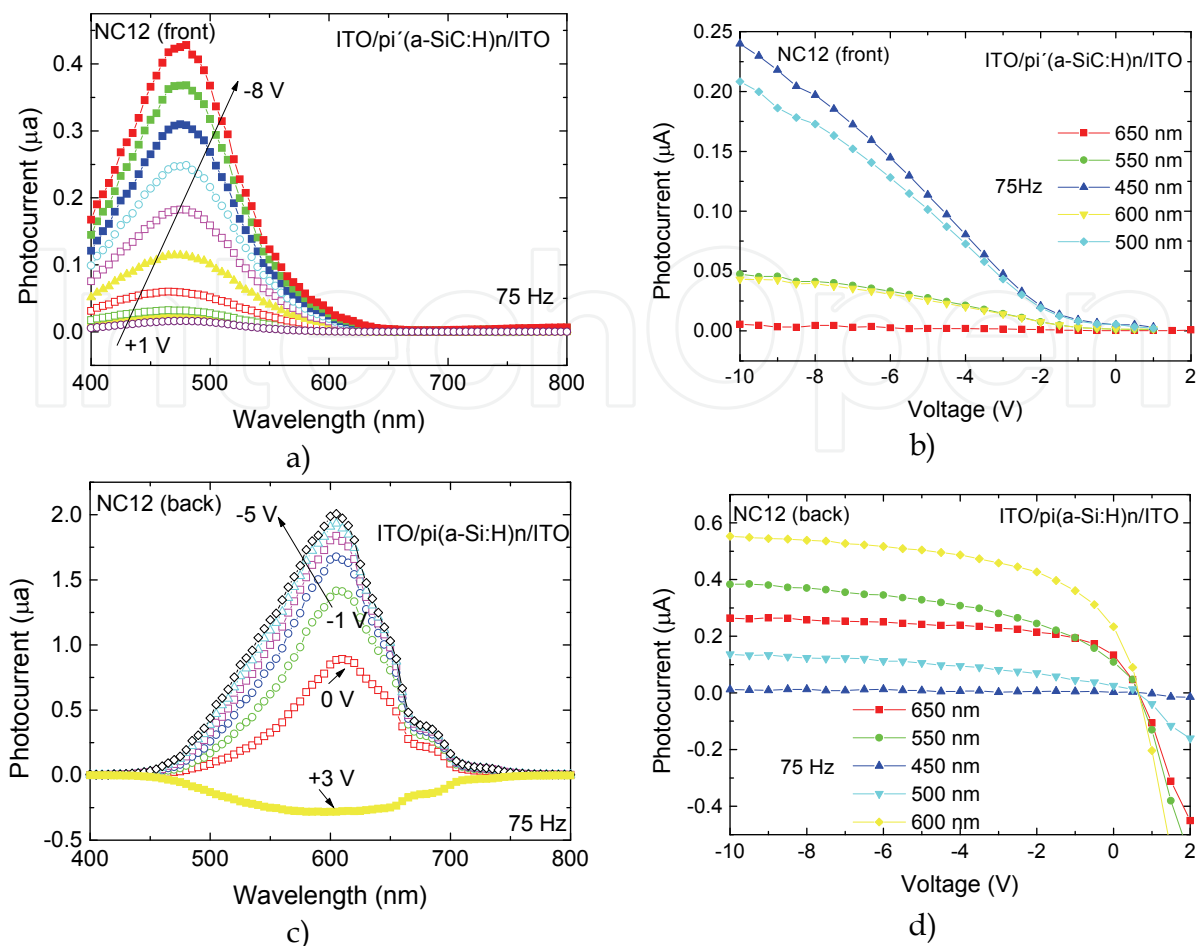 NC12 (front)
ITO/pi´(a-SiC:H)n/ITO
-8 V
+1 V
75 Hz
Photocurrent (μa)
0.4
0.3
0.2
0.1
0.0
400 500 600 700 800
Wavelength (nm)
a)
NC12 (front)
ITO/pi´(a-SiC:H)n/ITO
650 nm
550 nm
450 nm
600 nm
500 nm
75Hz
Photocurrent (μA)
0.25
0.20
0.15
0.10
0.05
0.00
-10 -8 -6 -4 -2 0 2
Voltage (V)
b)
NC12 (back)
ITO/pi(a-Si:H)n/ITO
-5 V
-1 V
0 V
+3 V
75 Hz
Photocurrent (μa)
2.0
1.5
1.0
0.5
0.0
-0.5
400 500 600 700 800
Wavelength (nm)
c)
NC12 (back)
ITO/pi(a-Si:H)n/ITO
650 nm
550 nm
450 nm
500 nm
600 nm
75 Hz
Photocurrent (μA)
0.6
0.4
0.2
0.0
-0.2
-0.4
-10 -8 -6 -4 -2 0 2
Voltage (V)
d)
IntechOpen